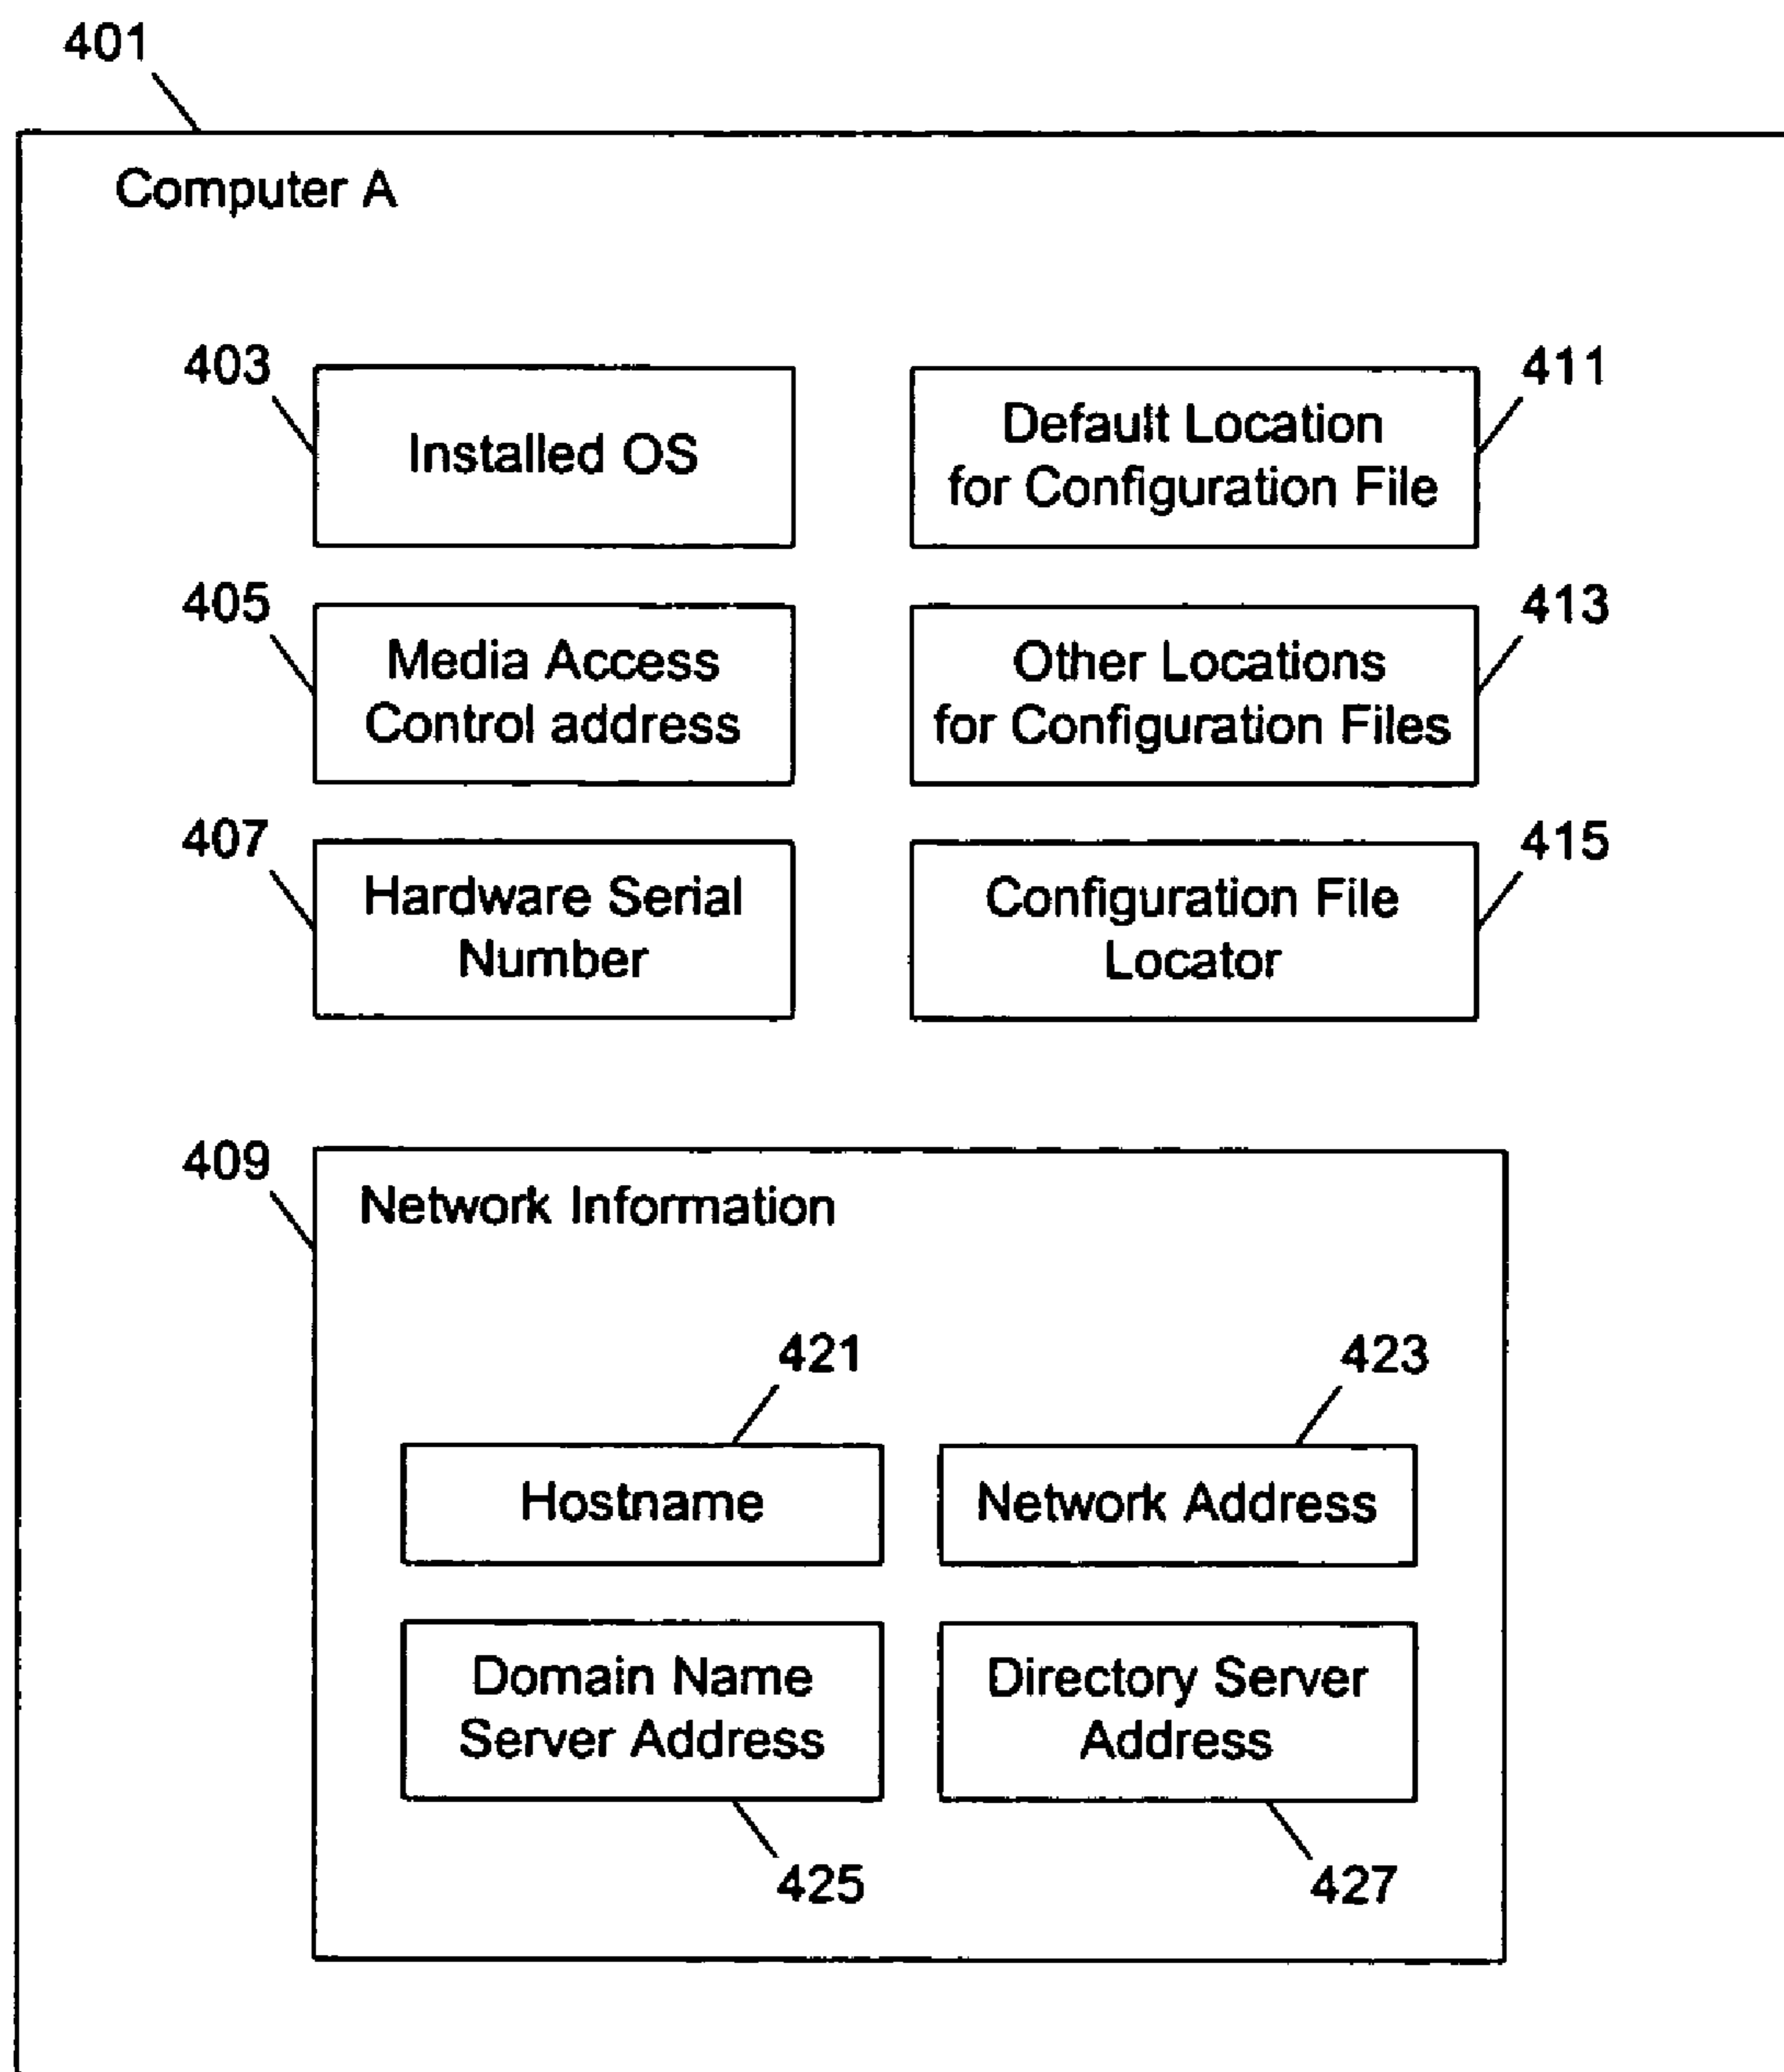 401
Computer A
403
Installed OS
411
Default Location
for Configuration File
405
Media Access
Control address
413
Other Locations
for Configuration Files
407
Hardware Serial
Number
415
Configuration File
Locator
409
Network Information
421
Hostname
423
Network Address
Domain Name
Server Address
425
Directory Server
Address
427